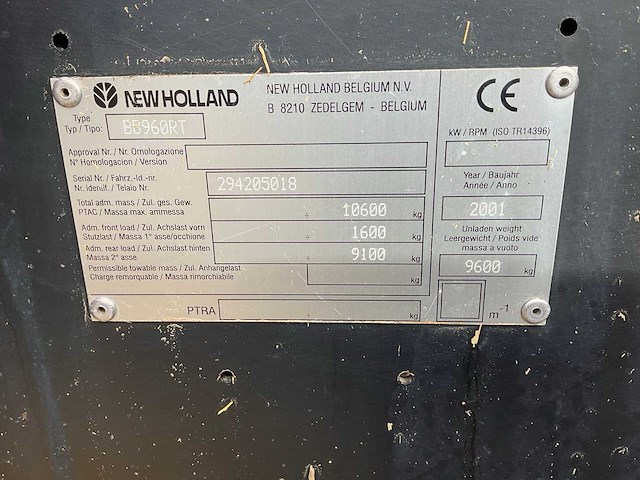 NEW HOLLAND
NEW HOLLAND BELGIUM N.V.
B 8210 ZEDELGEM - BELGIUM
CE
Type
Typ / Tipo:
BB960RT
kW / RPM (ISO TR14396)
Approval Nr. / Nr. Omologazione
N° Homologacion / Version
Serial Nr. / Fahrz.-Id.-nr.
Nr. identif. / Telaio Nr.
294205018
Year / Baujahr
Année / Anno
2001
Total adm. mass / Zul. ges. Gew.
PTAC / Massa max. ammessa
÷ 10600 kg
Adm. front load / Zul. Achslast vorn
Stutzlast / Massa 1° asse/occhione
÷ 1600 kg
Unladen weight
Leergewicht / Poids vide
massa a vuoto
9600 kg
Adm. rear load / Zul. Achslast hinten
Massa 2° asse
÷ 9100 kg
Permissible towable mass / Zul. Anhangelast
Charge remorquable / Massa rimorchiabile
kg
PTRA
÷ kg
m-1